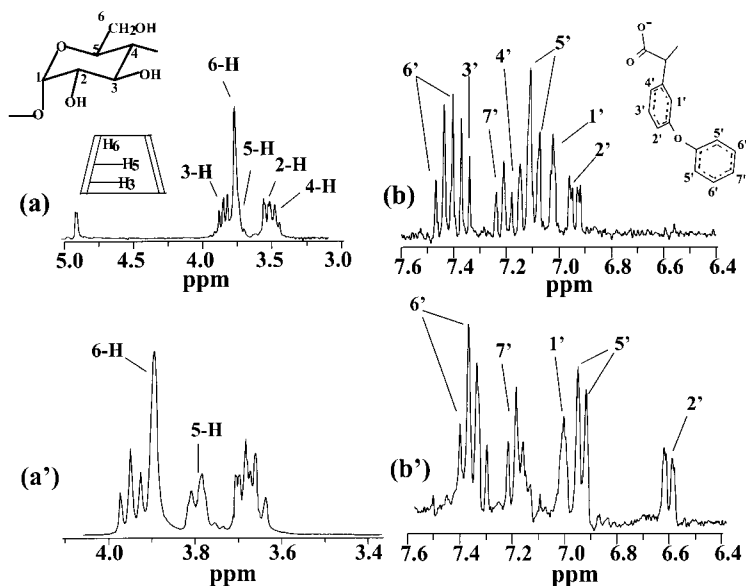 6
CH2OH
O
5
4
1
2
3
OH
OH
O
H6
H5
H3
(a)
6-H
5-H
3-H
2-H
4-H
5.0 4.5 4.0 3.5 3.0
ppm
(b)
6’ 3’ 4’ 5’
7’ 1’
2’
O−
O
4'
1'
3'
2'
O
5'
6'
7'
5'
6'
7.6 7.4 7.2 7.0 6.8 6.6 6.4
ppm
(a’)
6-H
5-H
4.0 3.8 3.6 3.4
ppm
(b’)
6’
7’ 1’ 5’
2’
7.6 7.4 7.2 7.0 6.8 6.6 6.4
ppm